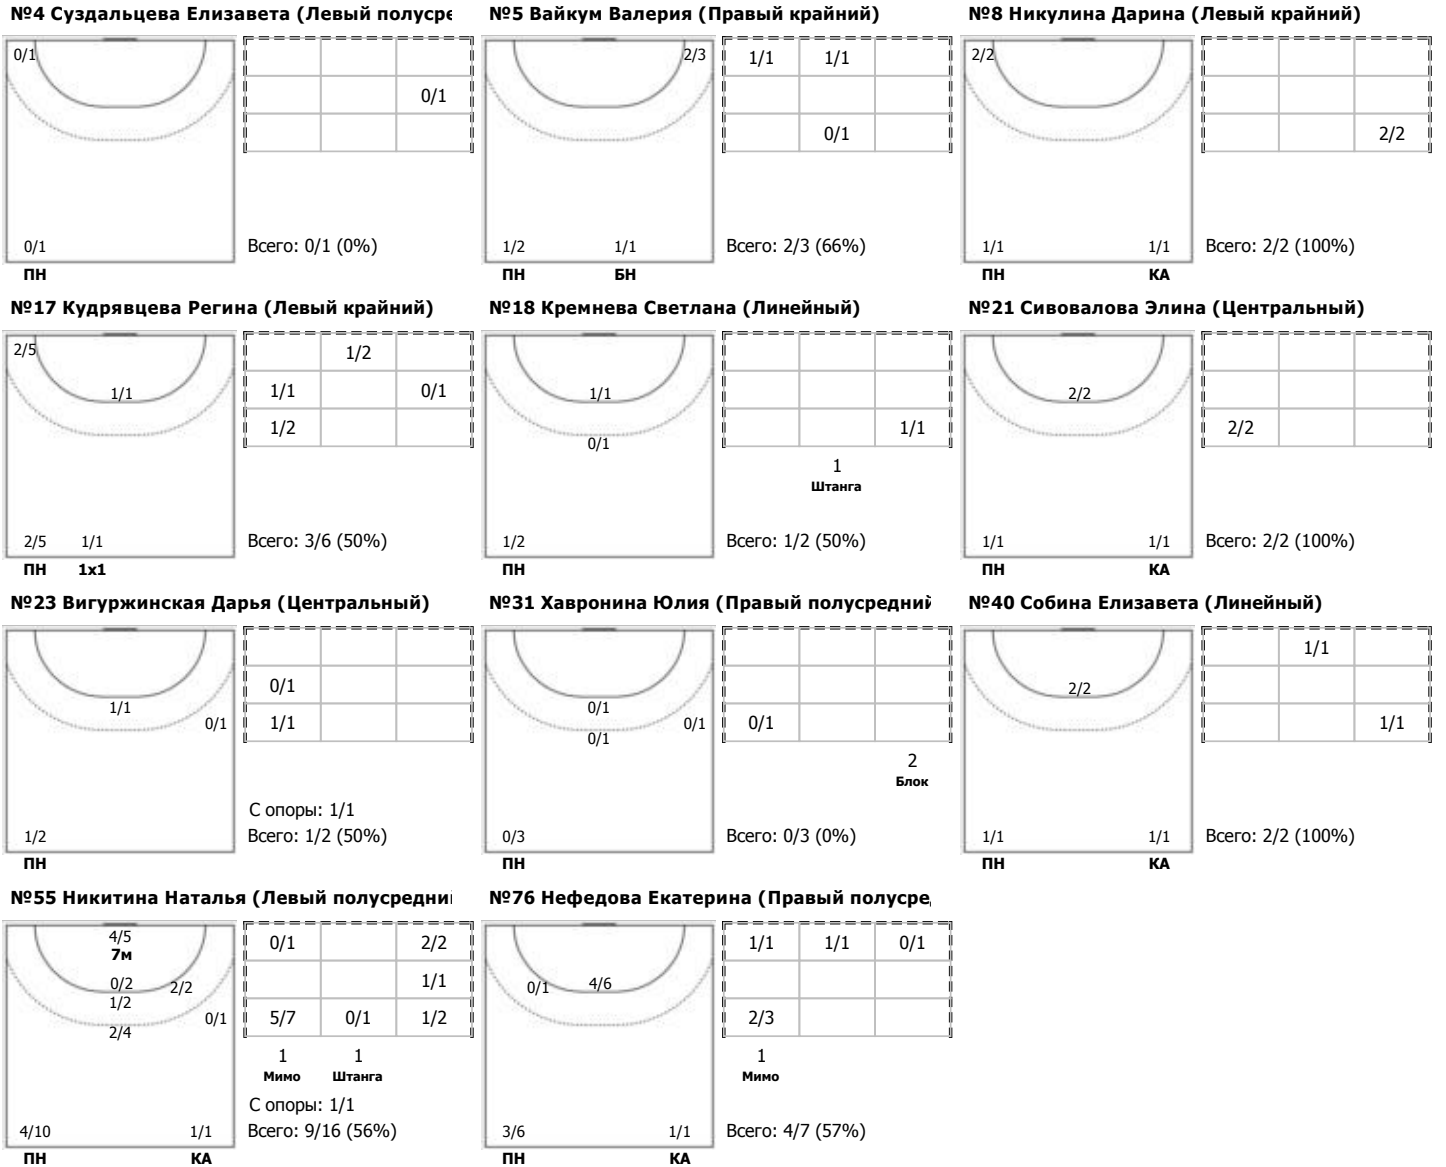 №4 Суздальцева Елизавета (Левый полусре
0/1
0/1
0/1
Всего: 0/1 (0%)
ПН
№5 Вайкум Валерия (Правый крайний)
2/3
1/1 1/1
0/1
1/2 1/1
Всего: 2/3 (66%)
ПН БН
№8 Никулина Дарина (Левый крайний)
2/2
2/2
1/1 1/1
Всего: 2/2 (100%)
ПН КА
№17 Кудрявцева Регина (Левый крайний)
2/5
1/1
1/2
1/1 0/1
1/2
2/5 1/1
Всего: 3/6 (50%)
ПН 1x1
№18 Кремнева Светлана (Линейный)
1/1
0/1
1/1
1
Штанга
1/2
Всего: 1/2 (50%)
ПН
№21 Сивовалова Элина (Центральный)
2/2
2/2
1/1 1/1
Всего: 2/2 (100%)
ПН КА
№23 Вигуржинская Дарья (Центральный)
1/1
0/1
0/1
1/1
С опоры: 1/1
1/2
Всего: 1/2 (50%)
ПН
№31 Хавронина Юлия (Правый полусредний
0/1
0/1
0/1
0/1
2
Блок
0/3
Всего: 0/3 (0%)
ПН
№40 Собина Елизавета (Линейный)
2/2
1/1
1/1
1/1 1/1
Всего: 2/2 (100%)
ПН КА
№55 Никитина Наталья (Левый полусредни
4/5
7м
0/2 2/2
1/2
0/1
2/4
0/1 2/2
1/1
5/7 0/1 1/2
1 1
Мимо Штанга
С опоры: 1/1
4/10 1/1
Всего: 9/16 (56%)
ПН КА
№76 Нефедова Екатерина (Правый полусре
0/1 4/6
1/1 1/1 0/1
2/3
1
Мимо
3/6 1/1
Всего: 4/7 (57%)
ПН КА